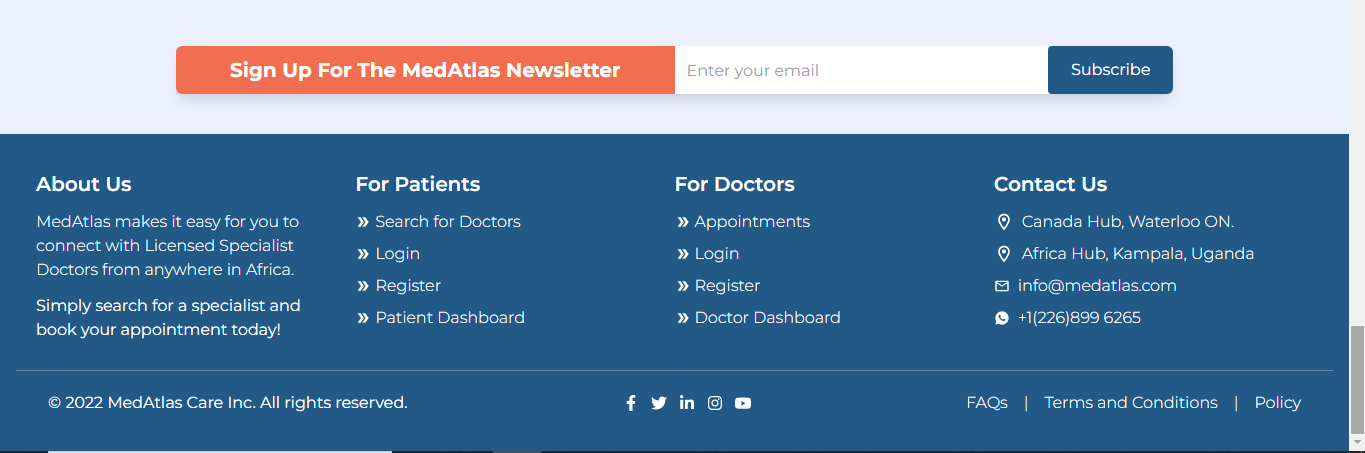 Sign Up For The MedAtlas Newsletter
Enter your email
Subscribe
About Us
MedAtlas makes it easy for you to
connect with Licensed Specialist
Doctors from anywhere in Africa.
Simply search for a specialist and
book your appointment today!
For Patients
» Search for Doctors
» Login
» Register
» Patient Dashboard
For Doctors
» Appointments
» Login
» Register
» Doctor Dashboard
Contact Us
Canada Hub, Waterloo ON.
Africa Hub, Kampala, Uganda
info@medatlas.com
+1(226)899 6265
© 2022 MedAtlas Care Inc. All rights reserved.
FAQs | Terms and Conditions | Policy